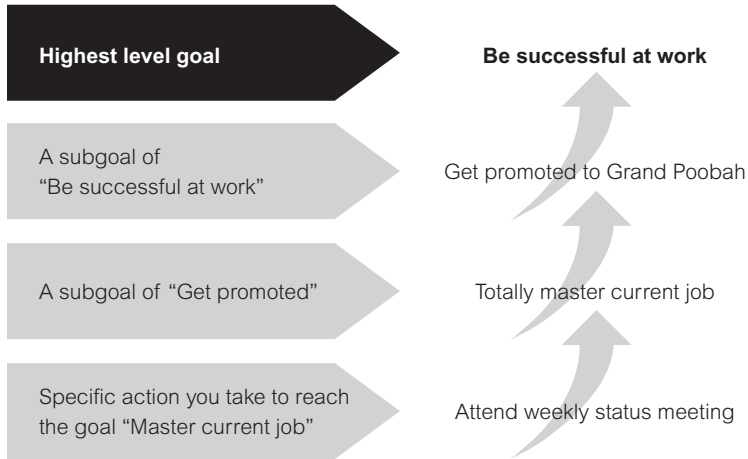 Highest level goal
Be successful at work
A subgoal of
“Be successful at work”
Get promoted to Grand Poobah
A subgoal of “Get promoted”
Totally master current job
Specific action you take to reach
the goal “Master current job”
Attend weekly status meeting